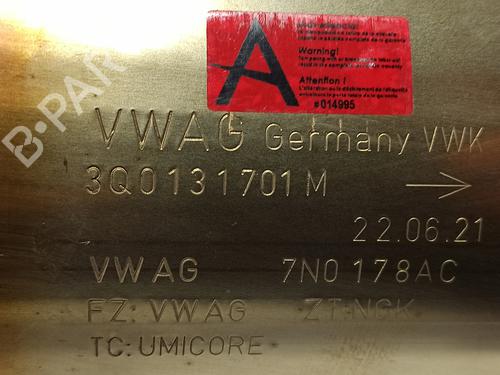 A
Warning!
Attention !
#014995
B-PAR
VWAG Germany VWK
3Q0131701M
22.06.21
VWAG 7N0178AC
FZ: VWAG ZT:NGK
TC: UMICORE